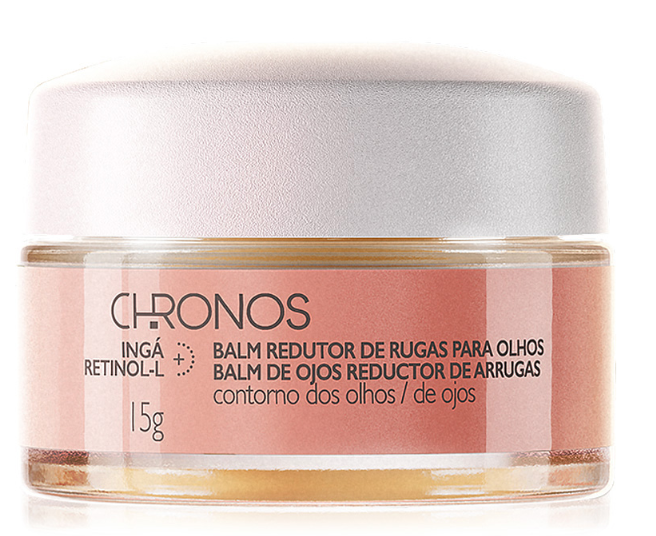 CHRONOS
INGÁ
RETINOL-L +
BALM REDUTOR DE RUGAS PARA OLHOS
BALM DE OJOS REDUCTOR DE ARRUGAS
contorno dos olhos / de ojos
15g